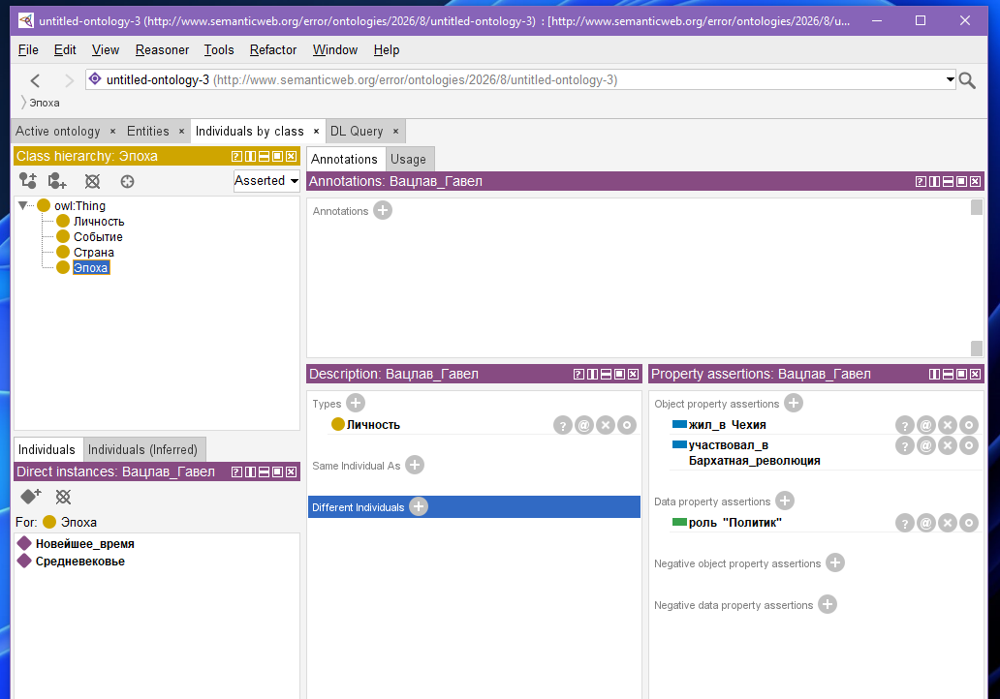 untitled-ontology-3 (http://www.semanticweb.org/error/ontologies/2026/8/untitled-ontology-3) : [http://www.semanticweb.org/error/ontologies/2026/8/u...
File Edit View Reasoner Tools Refactor Window Help
untitled-ontology-3 (http://www.semanticweb.org/error/ontologies/2026/8/untitled-ontology-3)
Эпоха
Active ontology × Entities × Individuals by class × DL Query ×
Class hierarchy: Эпоха
Asserted
owl:Thing
Личность
Событие
Страна
Эпоха
Individuals Individuals (Inferred)
Direct instances: Вацлав_Гавел
For: Эпоха
Новейшее_время
Средневековье
Annotations Usage
Annotations: Вацлав_Гавел
Annotations
Description: Вацлав_Гавел
Types
Личность
Same Individual As
Different Individuals
Property assertions: Вацлав_Гавел
Object property assertions
жил_в Чехия
участвовал_в
Бархатная_революция
Data property assertions
роль "Политик"
Negative object property assertions
Negative data property assertions